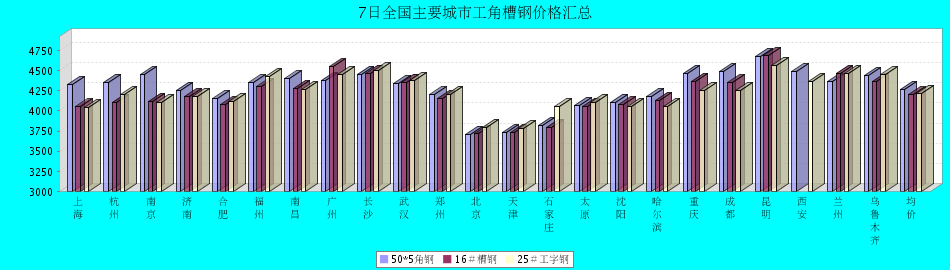 7日全国主要城市工角槽钢价格汇总
4750
4500
4250
4000
3750
3500
3250
3000
上海
杭州
南京
济南
合肥
福州
南昌
广州
长沙
武汉
郑州
北京
天津
石家庄
太原
沈阳
哈尔滨
重庆
成都
昆明
西安
兰州
乌鲁木齐
均价
50*5角钢 16#槽钢 25#工字钢